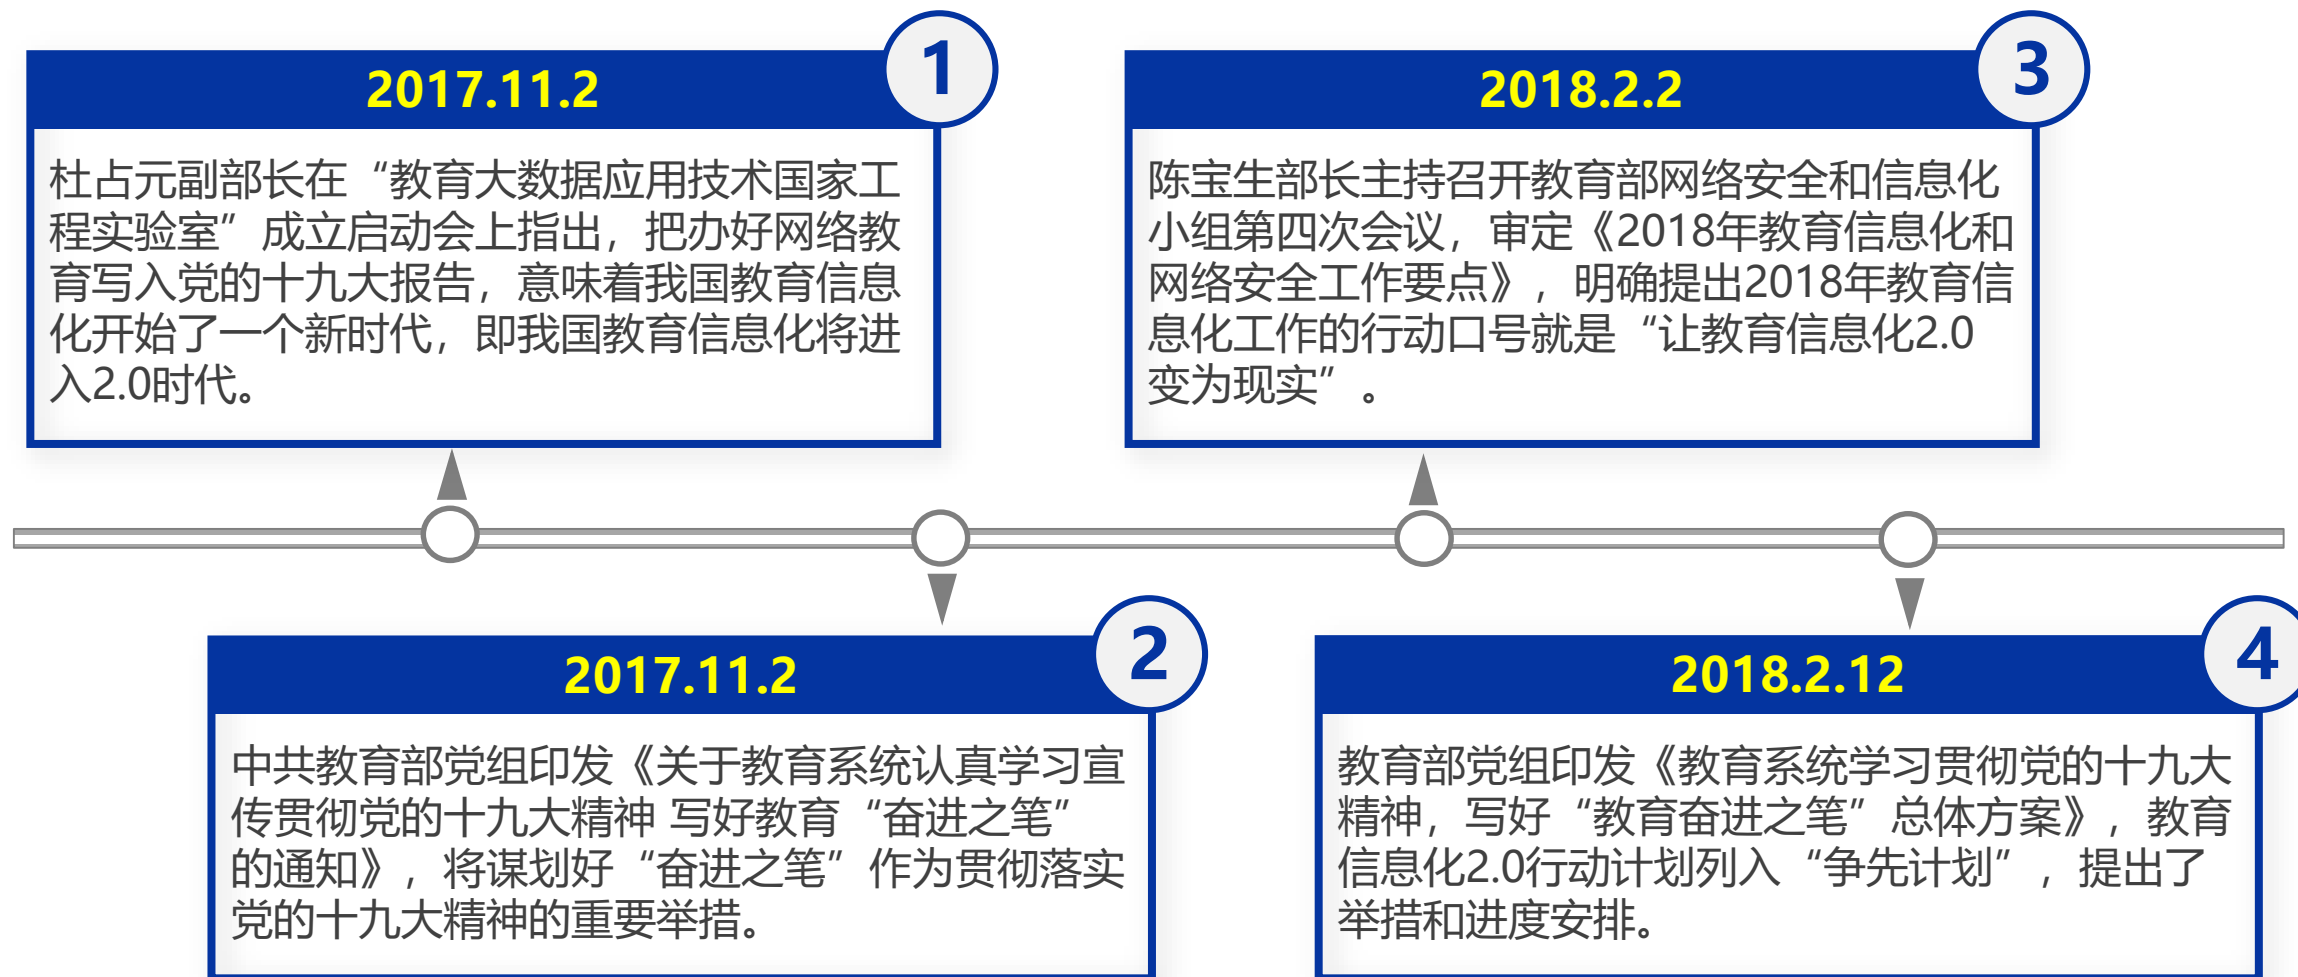 1
2017.11.2
杜占元副部长在“教育大数据应用技术国家工
程实验室”成立启动会上指出，把办好网络教
育写入党的十九大报告，意味着我国教育信息
化开始了一个新时代，即我国教育信息化将进
入2.0时代。
2
2017.11.2
中共教育部党组印发《关于教育系统认真学习宣
传贯彻党的十九大精神 写好教育“奋进之笔”
的通知》，将谋划好“奋进之笔”作为贯彻落实
党的十九大精神的重要举措。
3
2018.2.2
陈宝生部长主持召开教育部网络安全和信息化
小组第四次会议，审定《2018年教育信息化和
网络安全工作要点》，明确提出2018年教育信
息化工作的行动口号就是“让教育信息化2.0
变为现实”。
4
2018.2.12
教育部党组印发《教育系统学习贯彻党的十九大
精神，写好“教育奋进之笔”总体方案》，教育
信息化2.0行动计划列入“争先计划”，提出了
举措和进度安排。